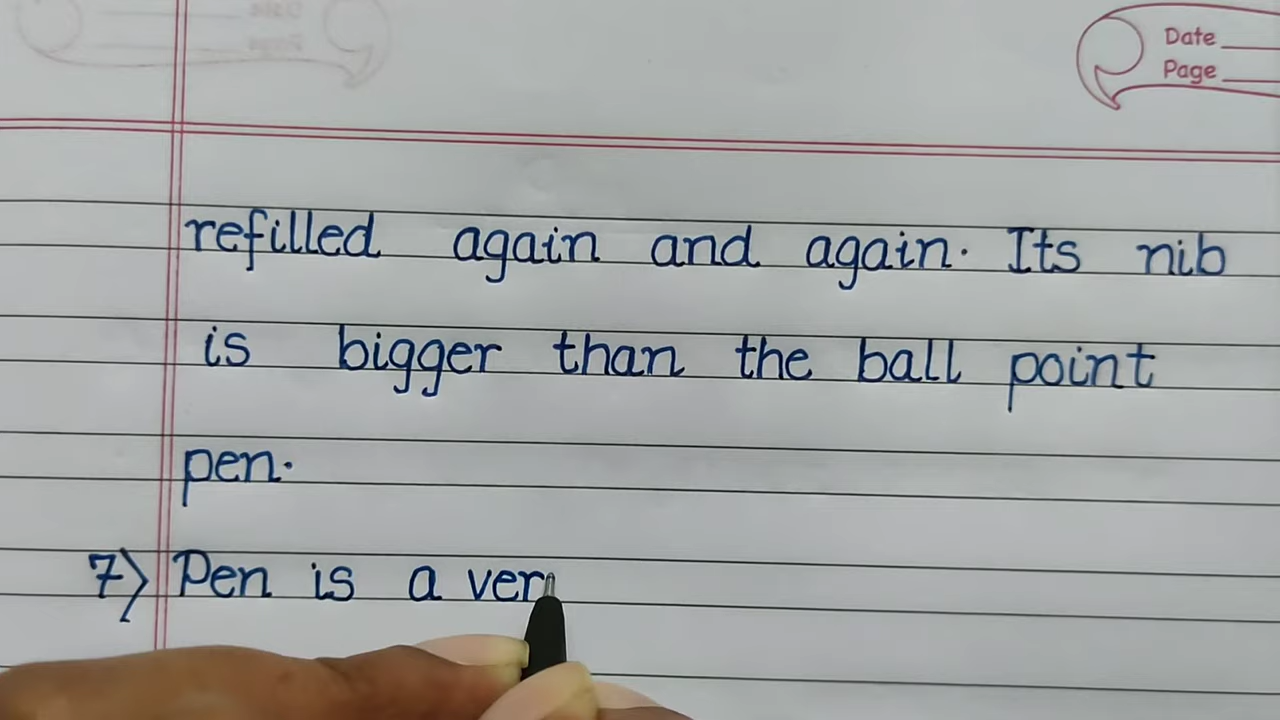 Date
Page
refilled again and again. Its nib
is bigger than the ball point
pen.
7) Pen is a ver